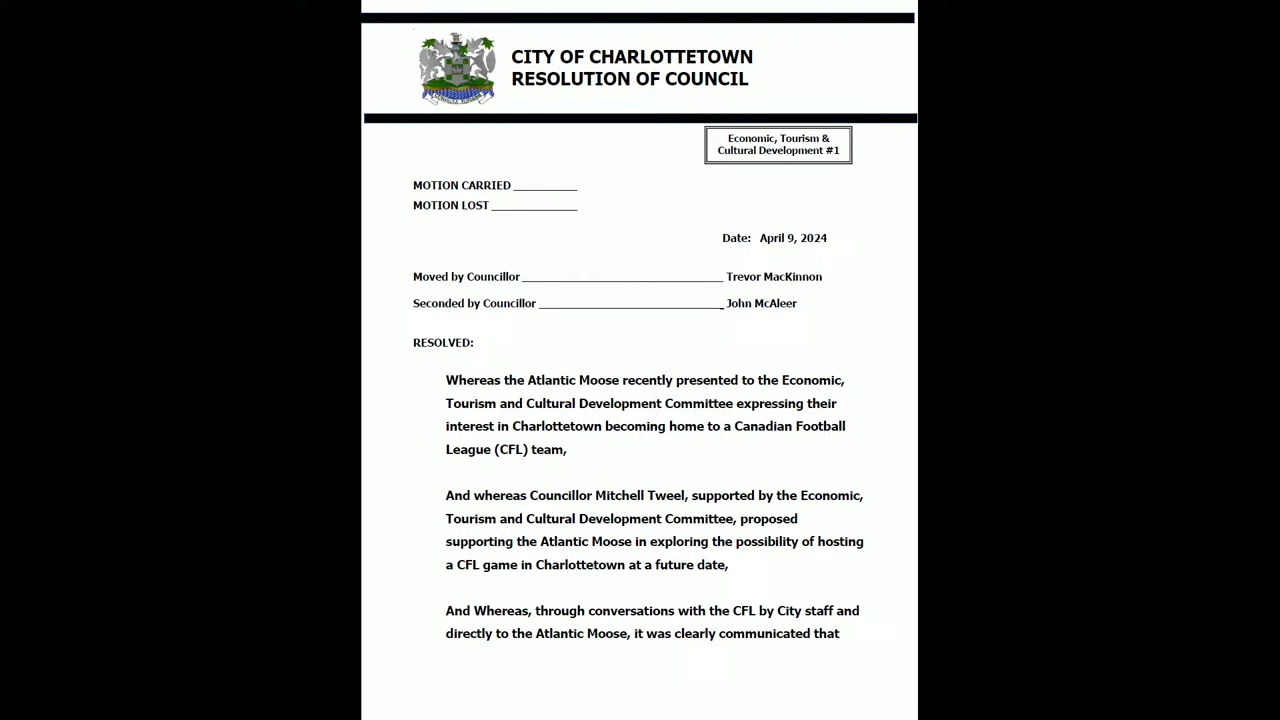 CITY OF CHARLOTTETOWN
RESOLUTION OF COUNCIL
Economic, Tourism &
Cultural Development #1
MOTION CARRIED __________
MOTION LOST ______________
Date: April 9, 2024
Moved by Councillor ________________________________ Trevor MacKinnon
Seconded by Councillor _____________________________ John McAleer
RESOLVED:
Whereas the Atlantic Moose recently presented to the Economic,
Tourism and Cultural Development Committee expressing their
interest in Charlottetown becoming home to a Canadian Football
League (CFL) team,
And whereas Councillor Mitchell Tweel, supported by the Economic,
Tourism and Cultural Development Committee, proposed
supporting the Atlantic Moose in exploring the possibility of hosting
a CFL game in Charlottetown at a future date,
And Whereas, through conversations with the CFL by City staff and
directly to the Atlantic Moose, it was clearly communicated that